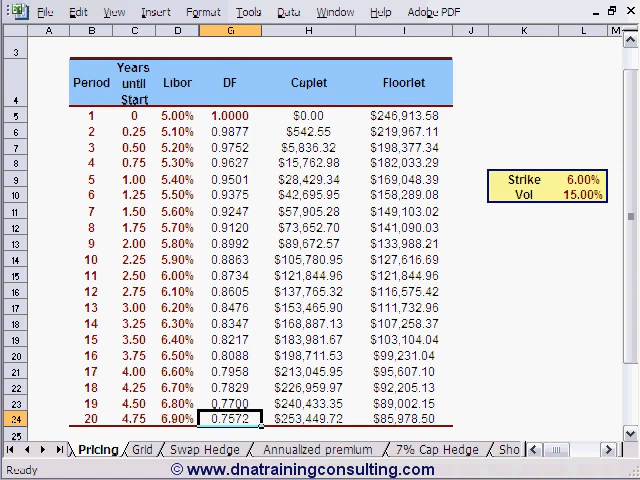 File Edit View Insert Format Tools Data Window Help Adobe PDF
A B C D G H I J K L M
3
4 Period Years until Start Libor DF Caplet Floorlet
5 1 0 5.00% 1.0000 $0.00 $246,913.58
6 2 0.25 5.10% 0.9877 $542.55 $219,967.11
7 3 0.50 5.20% 0.9752 $5,836.32 $198,377.34
8 4 0.75 5.30% 0.9627 $15,762.98 $182,033.29
9 5 1.00 5.40% 0.9501 $28,429.34 $169,048.39 Strike 6.00%
10 6 1.25 5.50% 0.9375 $42,695.95 $158,289.08 Vol 15.00%
11 7 1.50 5.60% 0.9247 $57,905.28 $149,103.02
12 8 1.75 5.70% 0.9120 $73,652.70 $141,090.03
13 9 2.00 5.80% 0.8992 $89,672.57 $133,988.21
14 10 2.25 5.90% 0.8863 $105,780.95 $127,616.69
15 11 2.50 6.00% 0.8734 $121,844.96 $121,844.96
16 12 2.75 6.10% 0.8605 $137,765.32 $116,575.42
17 13 3.00 6.20% 0.8476 $153,465.90 $111,732.96
18 14 3.25 6.30% 0.8347 $168,887.13 $107,258.37
19 15 3.50 6.40% 0.8217 $183,981.67 $103,104.04
20 16 3.75 6.50% 0.8088 $198,711.53 $99,231.04
21 17 4.00 6.60% 0.7958 $213,045.95 $95,607.10
22 18 4.25 6.70% 0.7829 $226,959.97 $92,205.13
23 19 4.50 6.80% 0.7700 $240,433.35 $89,002.15
24 20 4.75 6.90% 0.7572 $253,449.72 $85,978.50
25
Pricing Grid Swap Hedge Annualized premium 7% Cap Hedge Sho
Ready © www.dnatrainingconsulting.com